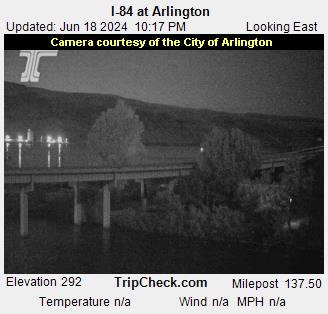 I-84 at Arlington
Updated: Jun 18 2024 10:17 PM Looking East
Camera courtesy of the City of Arlington
Elevation 292 TripCheck.com Milepost 137.50
Temperature n/a Wind n/a MPH n/a